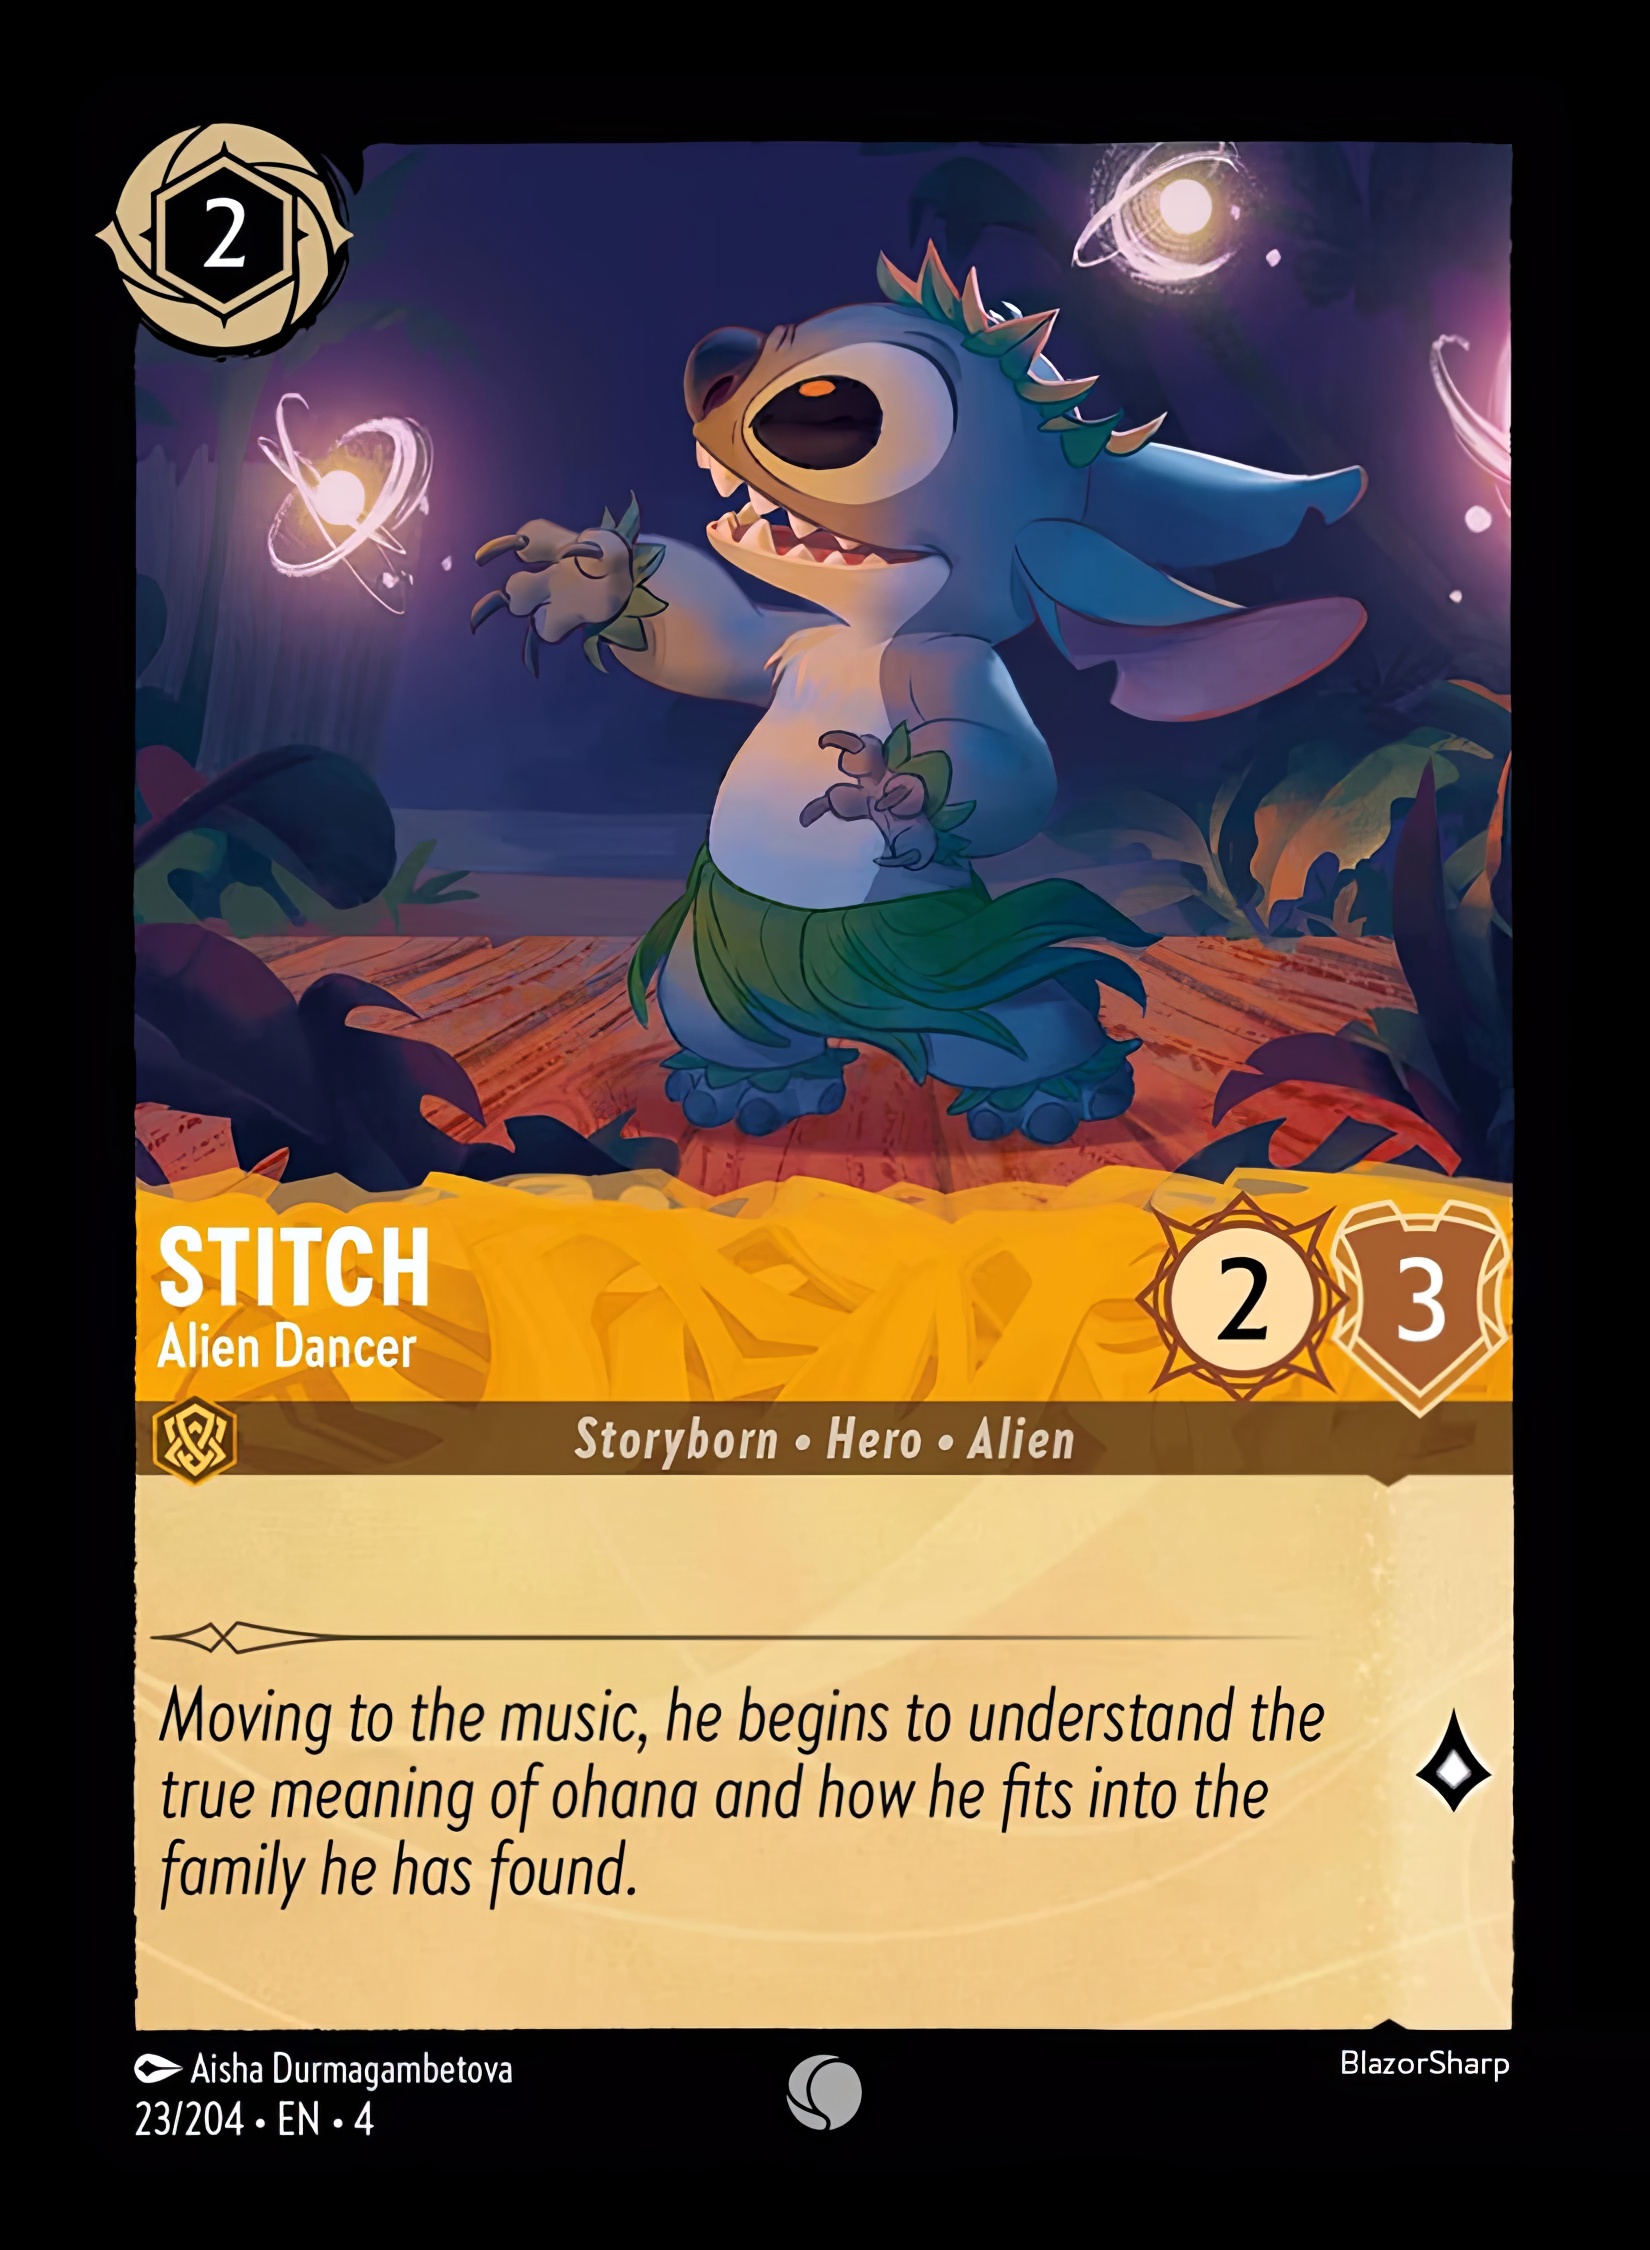 2
STITCH
Alien Dancer
2 3
Storyborn • Hero • Alien
Moving to the music, he begins to understand the
true meaning of ohana and how he fits into the
family he has found.
Aisha Durmagambetova
BlazorSharp
23/204 • EN • 4